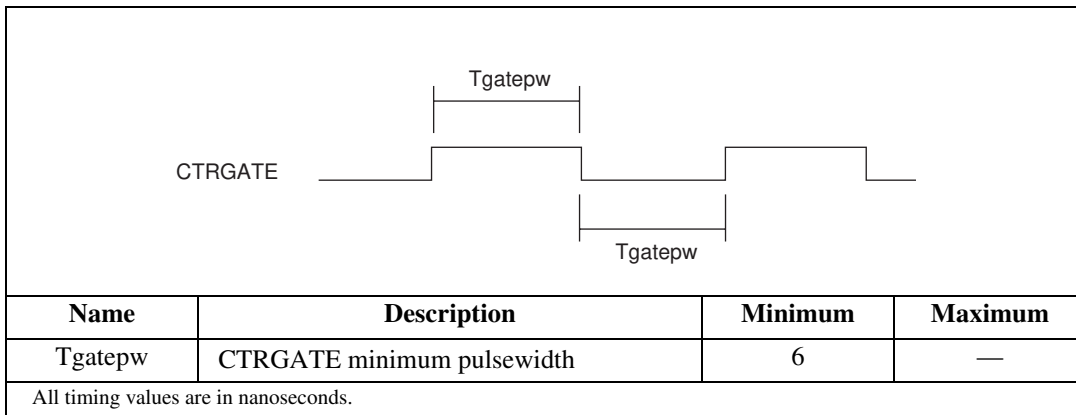 Tgatepw
CTRGATE
Tgatepw
Name Description Minimum Maximum
Tgatepw CTRGATE minimum pulsewidth 6 —
All timing values are in nanoseconds.